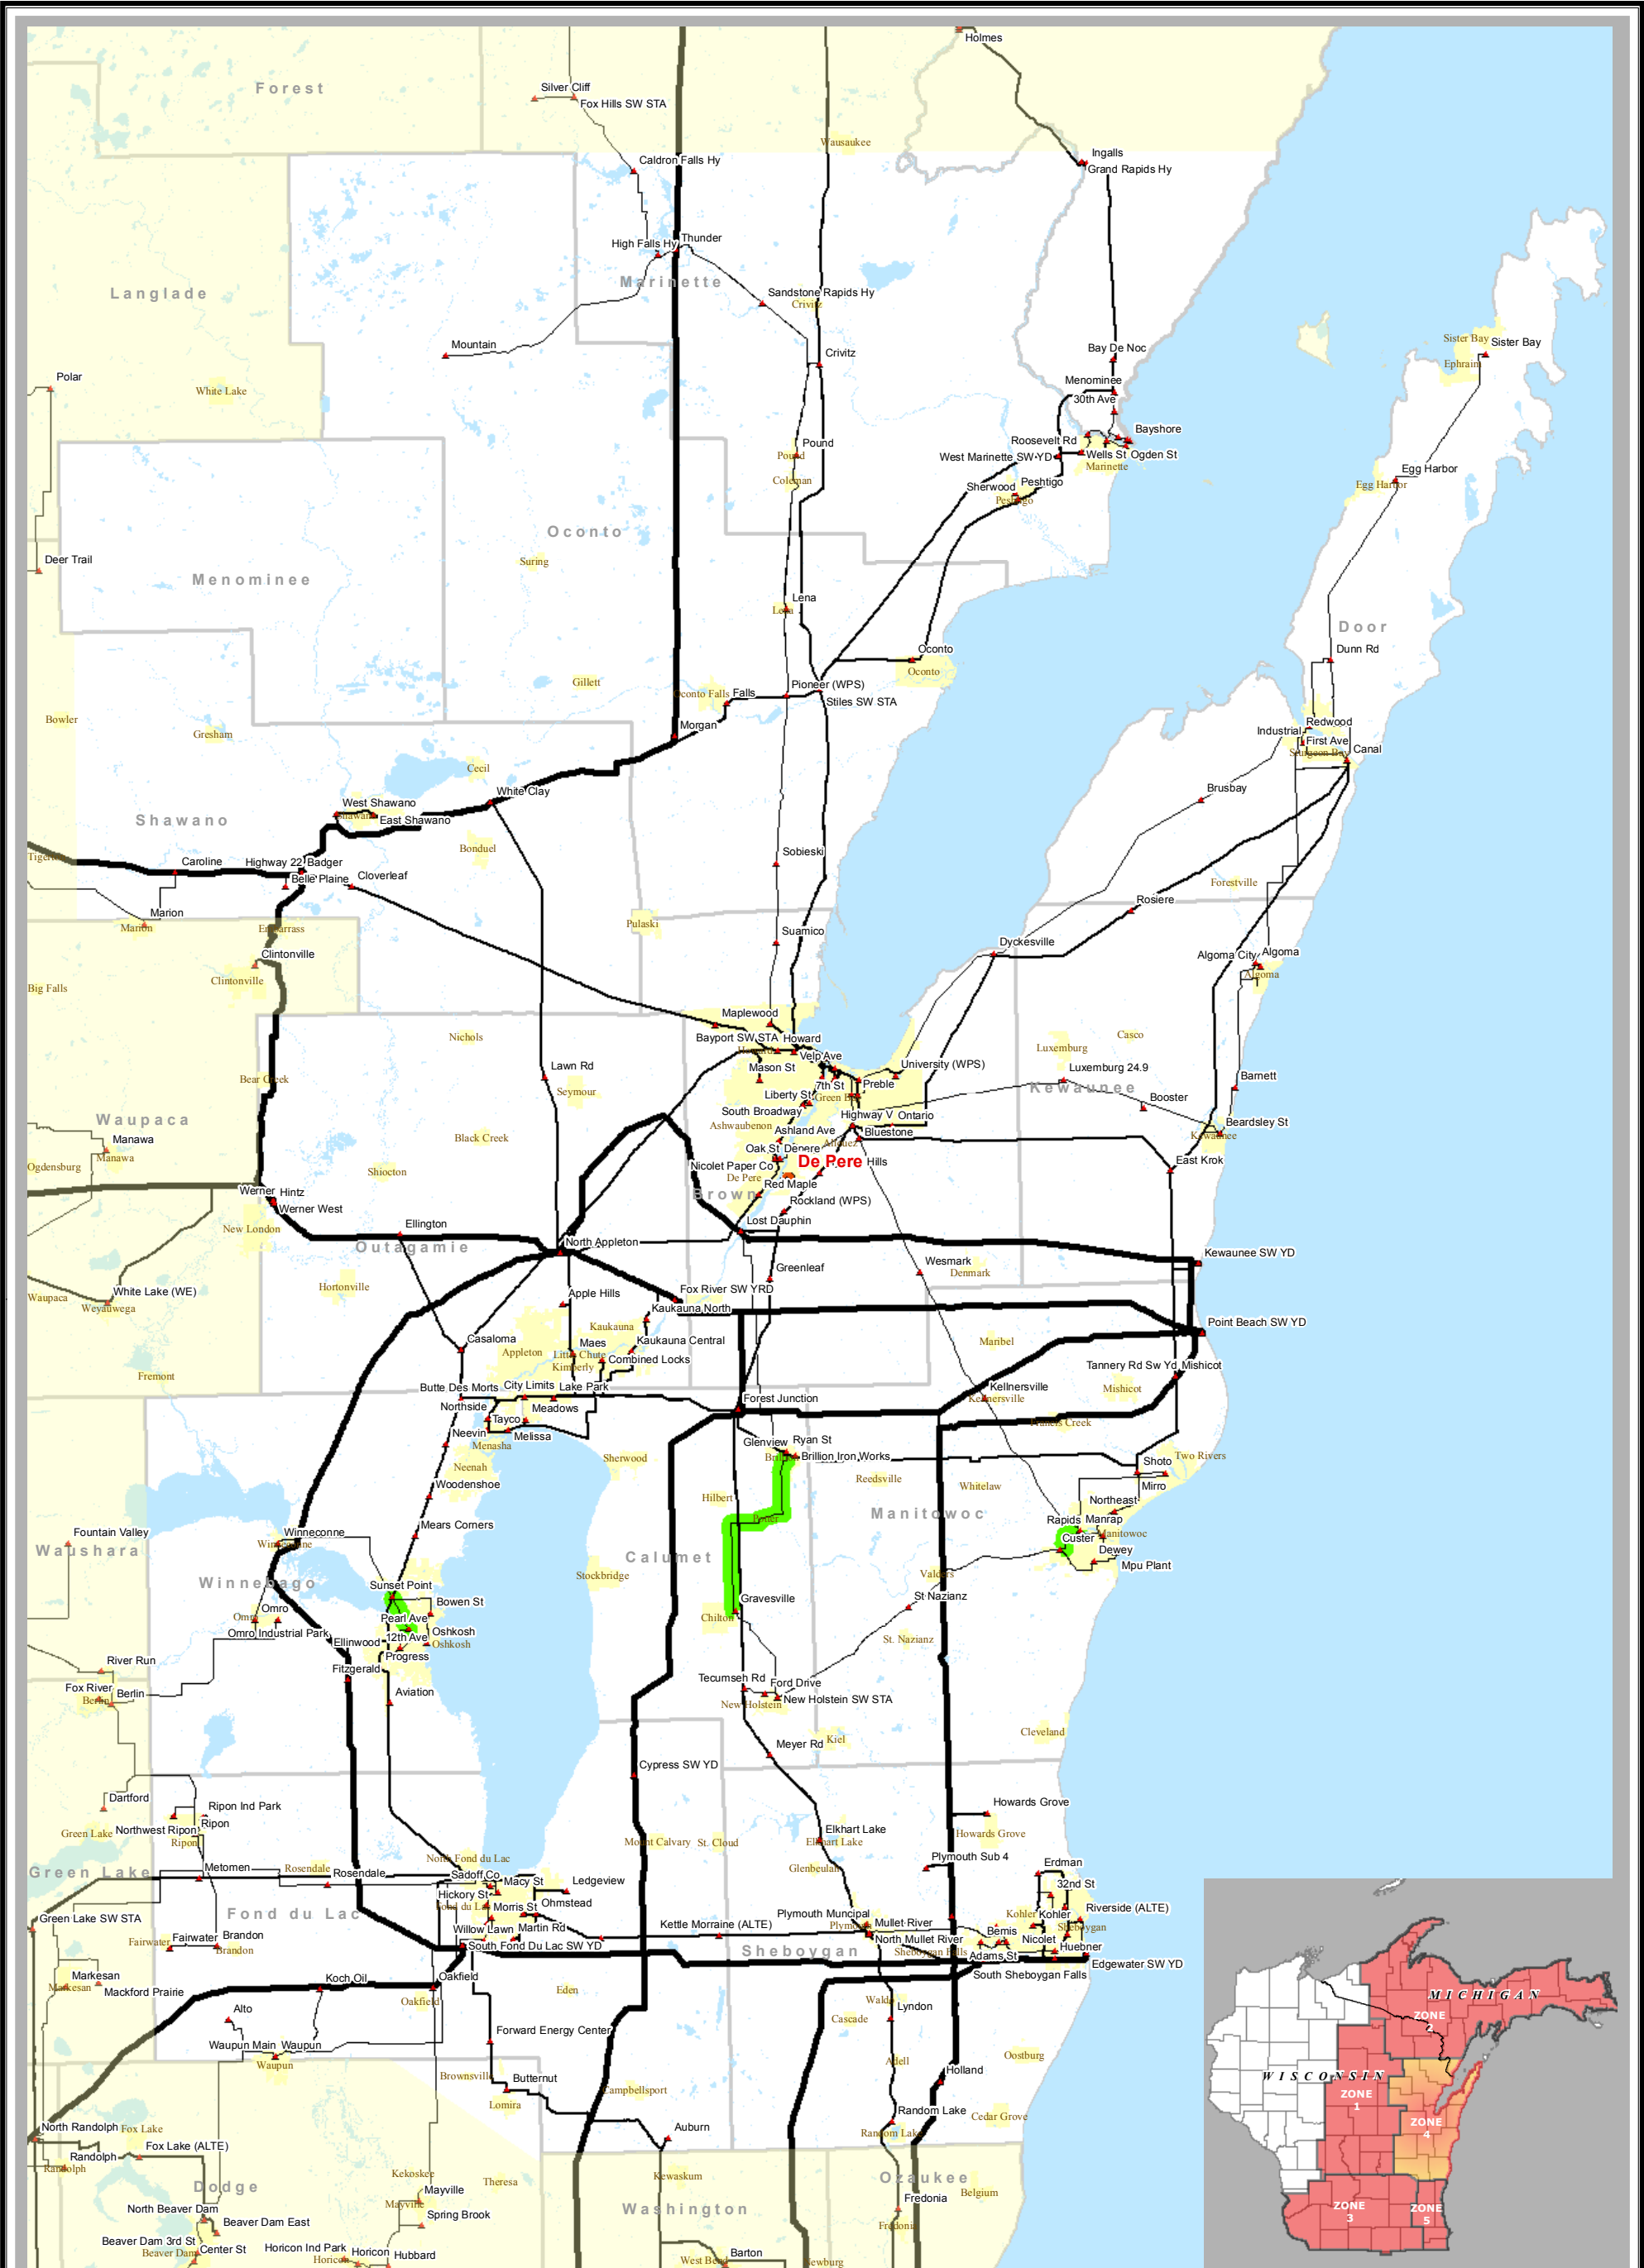 Holmes
Forest
Silver Cliff
Fox Hills SW STA
Wausaukee
Ingalls
Grand Rapids Hy
Caldron Falls Hy
High Falls Hy
Thunder
Marinette
Langlade
Sandstone Rapids Hy
Crivitz
Mountain
Crivitz
Bay De Noc
Sister Bay
Sister Bay
Ephraim
Polar
White Lake
Menominee
30th Ave
Bayshore
Roosevelt Rd
Pound
Pound
West Marinette SW YD
Wells St
Ogden St
Marinette
Coleman
Sherwood
Peshtigo
Peshtigo
Egg Harbor
Egg Harbor
Oconto
Suring
Deer Trail
Menominee
Lena
Lena
Door
Dunn Rd
Oconto
Oconto
Gillett
Oconto Falls
Falls
Pioneer (WPS)
Stiles SW STA
Bowler
Gresham
Morgan
Redwood
Industrial
First Ave
Sturgeon Bay
Canal
Cecil
White Clay
Brusbay
West Shawano
Shawano
East Shawano
Shawano
Bonduel
Sobieski
Tigerton
Caroline
Highway 22
Badger
Belle Plaine
Cloverleaf
Forestville
Rosiere
Marion
Marion
Embarrass
Pulaski
Suamico
Dyckesville
Clintonville
Clintonville
Algoma City
Algoma
Algoma
Big Falls
Maplewood
Nichols
Bayport SW STA
Howard
Howard
Velp Ave
Casco
Luxemburg
Luxemburg 24.9
Kewaunee
Lawn Rd
Seymour
Mason St
University (WPS)
7th St
Preble
Green Bay
Liberty St
Bear Creek
Barnett
Booster
South Broadway
Highway V
Ontario
Waupaca
Ashwaubenon
Ashland Ave
Bluestone
Allouez
Beardsley St
Kewaunee
Manawa
Manawa
Black Creek
Oak St
Depere
De Pere
Hills
East Krok
Ogdensburg
Shiocton
Nicolet Paper Co
De Pere
Red Maple
Brown
Rockland (WPS)
Werner
Hintz
Werner West
New London
Lost Dauphin
Ellington
Outagamie
North Appleton
Kewaunee SW YD
Wesmark
Denmark
Greenleaf
Hortonville
White Lake (WE)
Waupaca
Weyauwega
Apple Hills
Fox River SW YRD
Kaukauna North
Kaukauna
Point Beach SW YD
Casaloma
Appleton
Maes
Little Chute
Kimberly
Kaukauna Central
Combined Locks
Maribel
Fremont
Tannery Rd Sw Yd
Mishicot
Mishicot
Butte Des Morts
City Limits
Lake Park
Kellnersville
Kellnersville
Northside
Meadows
Forest Junction
Tayco
Francis Creek
Neevin
Melissa
Menasha
Glenview
Ryan St
Brillion
Brillion Iron Works
Neenah
Sherwood
Two Rivers
Shoto
Reedsville
Whitelaw
Mirro
Woodenshoe
Hilbert
Manitowoc
Northeast
Mears Corners
Potter
Rapids
Manrap
Manitowoc
Fountain Valley
Waushara
Winneconne
Winneconne
Custer
Dewey
Calumet
Mpu Plant
Winnebago
Stockbridge
Valders
Sunset Point
Bowen St
Gravesville
Chilton
St Nazianz
Omro
Omro
Pearl Ave
12th Ave
Oshkosh
Oshkosh
Omro Industrial Park
Ellinwood
Progress
St. Nazianz
River Run
Fitzgerald
Fox River
Berlin
Berlin
Aviation
Tecumseh Rd
Ford Drive
New Holstein
New Holstein SW STA
Cleveland
Kiel
Meyer Rd
Cypress SW YD
Dartford
Ripon Ind Park
Howards Grove
Howards Grove
Green Lake
Northwest Ripon
Ripon
Ripon
Mount Calvary
St. Cloud
Elkhart Lake
Elkhart Lake
Glenbeulah
Plymouth Sub 4
North Fond du Lac
Green Lake
Metomen
Rosendale
Rosendale
Sadoff Co
Macy St
Ledgeview
Erdman
32nd St
Hickory St
Fond du Lac
Morris St
Ohmstead
Fond du Lac
Riverside (ALTE)
Kohler
Kohler
Sheboygan
Green Lake SW STA
Willow Lawn
Martin Rd
Kettle Morraine (ALTE)
Plymouth Muncipal
Plymouth
Mullet River
North Mullet River
Bemis
Nicolet
Huebner
Fairwater
Fairwater
Brandon
Brandon
South Fond Du Lac SW YD
Sheboygan
Sheboygan Falls
Adams St
Edgewater SW YD
South Sheboygan Falls
Markesan
Markesan
Mackford Prairie
Koch Oil
Oakfield
Oakfield
Eden
Waldo
Lyndon
Cascade
Alto
Waupun Main
Waupun
Waupun
Forward Energy Center
Adell
Oostburg
Holland
Brownsville
Butternut
Lomira
Campbellsport
Cedar Grove
Random Lake
Random Lake
Auburn
North Randolph
Fox Lake
Fox Lake (ALTE)
Randolph
Randolph
Kekoskee
Theresa
Kewaskum
Ozaukee
Belgium
Dodge
Mayville
Mayville
Spring Brook
Washington
Fredonia
Fredonia
North Beaver Dam
Beaver Dam East
Beaver Dam 3rd St
Beaver Dam
Center St
Horicon Ind Park
Horicon
Horicon
Hubbard
West Bend
Barton
Newburg
MICHIGAN
ZONE
2
WISCONSIN
ZONE
1
ZONE
4
ZONE
3
ZONE
5